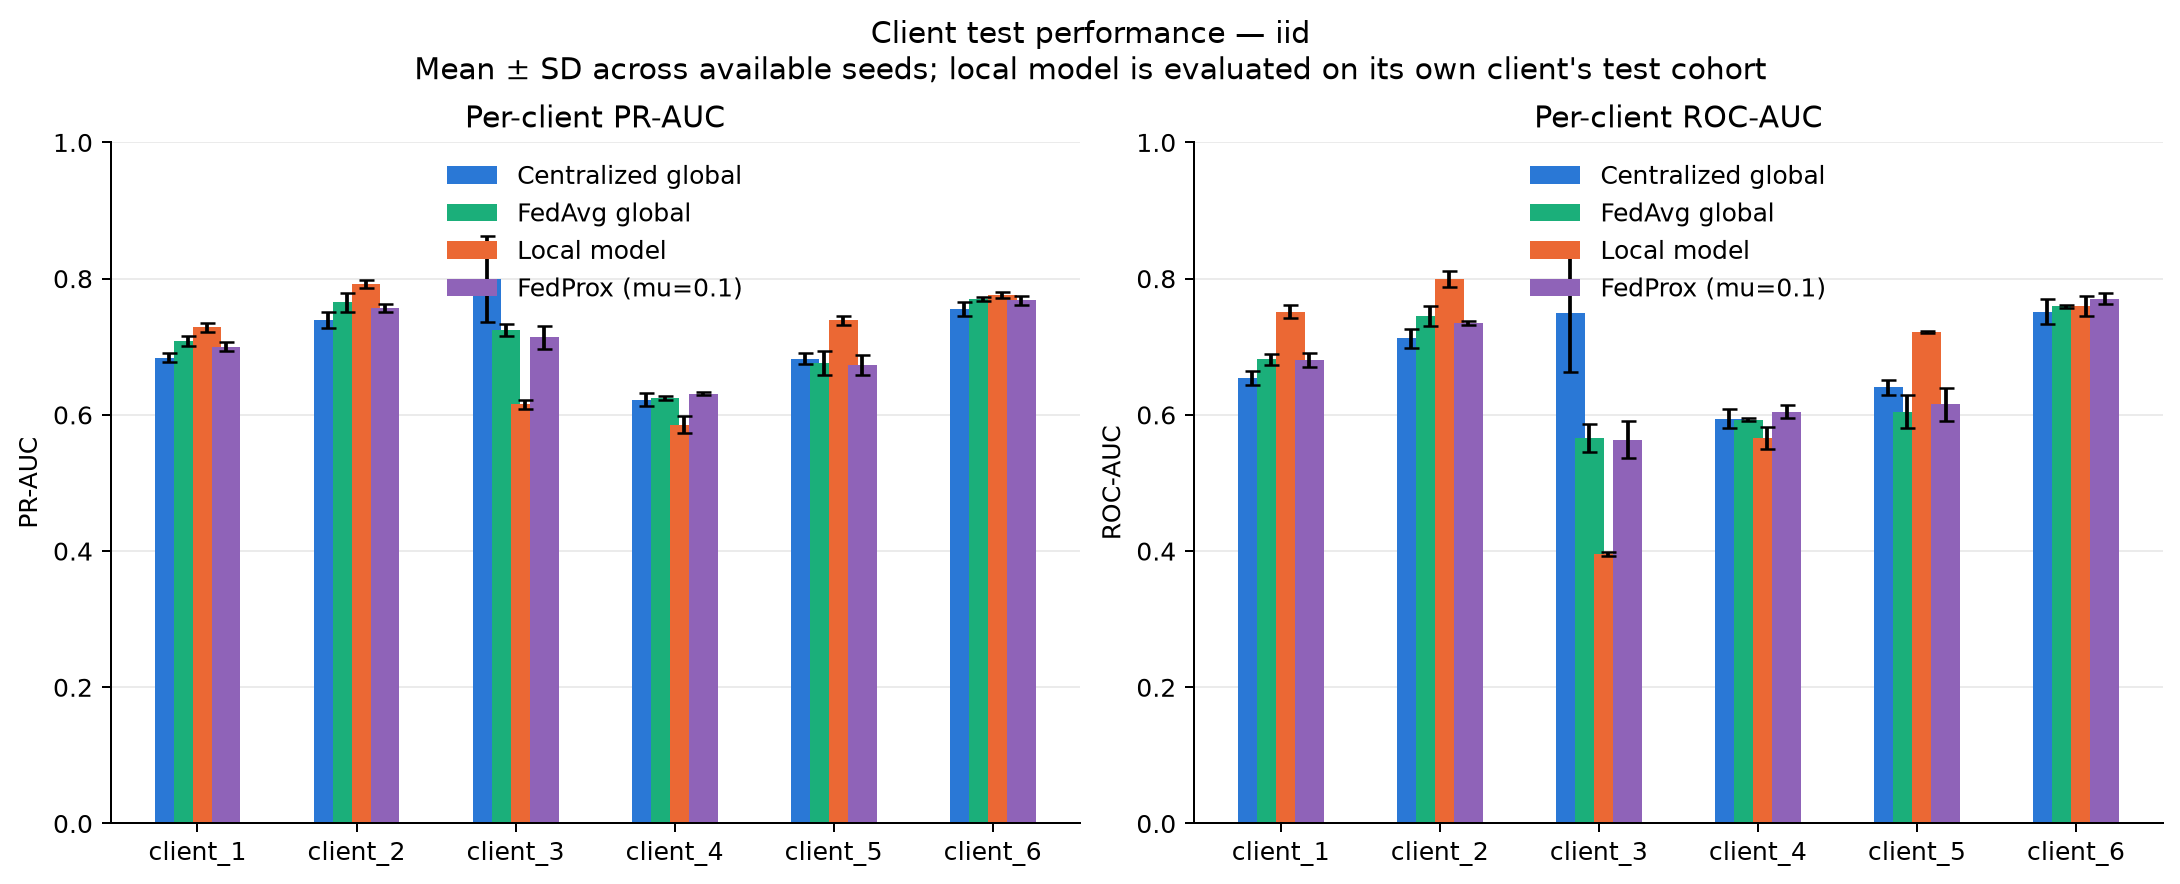 Client test performance — iid
Mean ± SD across available seeds; local model is evaluated on its own client's test cohort
Per-client PR-AUC
1.0
0.8
0.6
0.4
0.2
0.0
PR-AUC
Centralized global
FedAvg global
Local model
FedProx (mu=0.1)
client_1
client_2
client_3
client_4
client_5
client_6
Per-client ROC-AUC
1.0
0.8
0.6
0.4
0.2
0.0
ROC-AUC
Centralized global
FedAvg global
Local model
FedProx (mu=0.1)
client_1
client_2
client_3
client_4
client_5
client_6